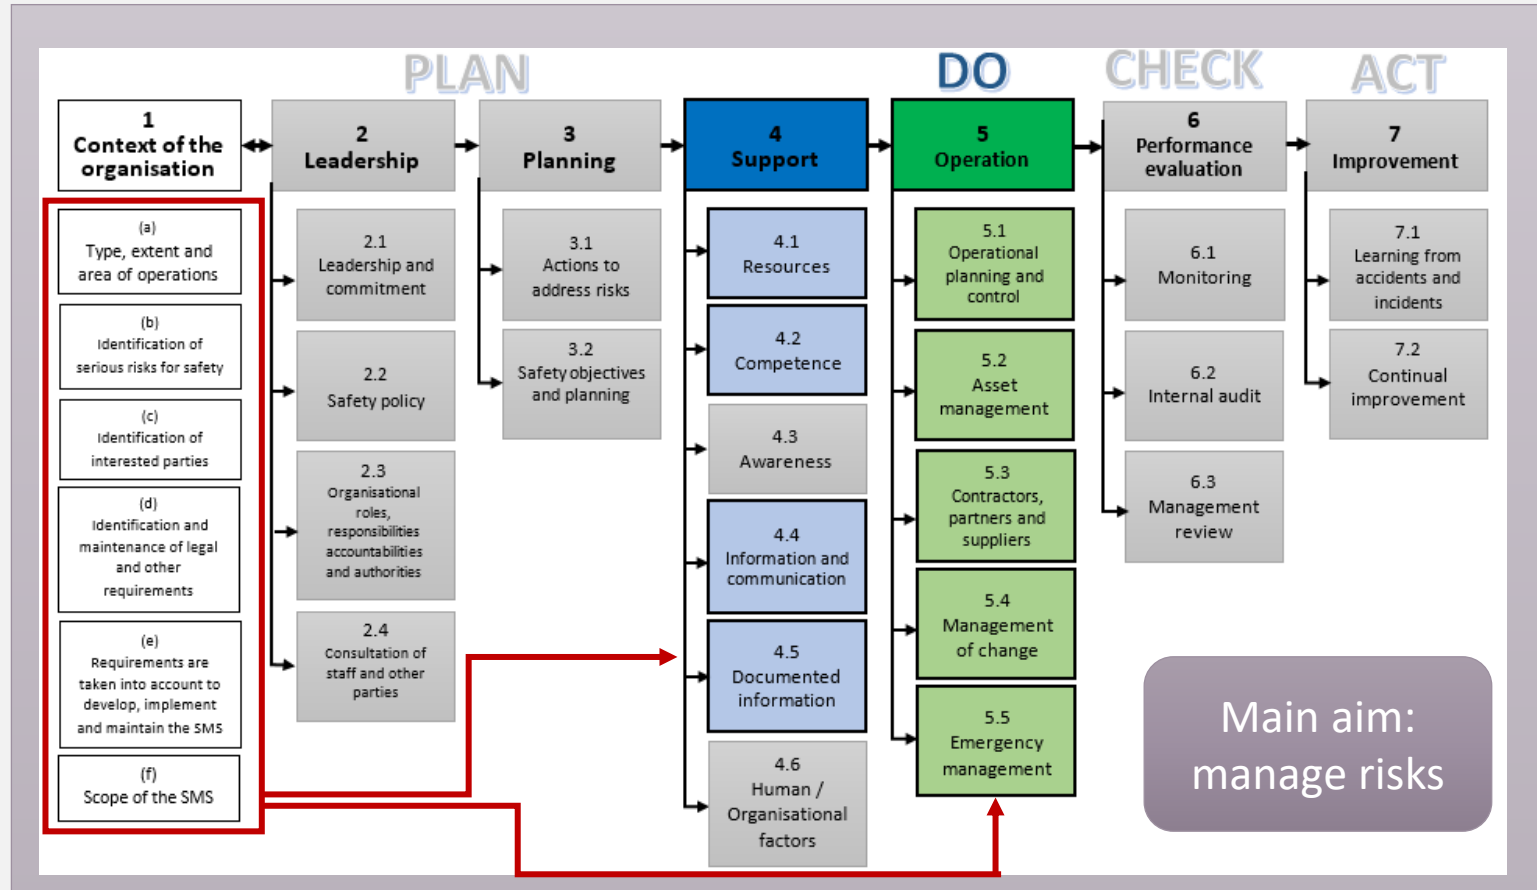 PLAN
DO
CHECK
ACT
1
Context of the
organisation
2
Leadership
3
Planning
4
Support
5
Operation
6
Performance
evaluation
7
Improvement
(a)
Type, extent and
area of operations
(b)
Identification of
serious risks for safety
(c)
Identification of
interested parties
(d)
Identification and
maintenance of legal
and other
requirements
(e)
Requirements are
taken into account to
develop, implement
and maintain the SMS
(f)
Scope of the SMS
2.1
Leadership and
commitment
2.2
Safety policy
2.3
Organisational
roles,
responsibilities
accountabilities
and authorities
2.4
Consultation of
staff and other
parties
3.1
Actions to
address risks
3.2
Safety objectives
and planning
4.1
Resources
4.2
Competence
4.3
Awareness
4.4
Information and
communication
4.5
Documented
information
4.6
Human /
Organisational
factors
5.1
Operational
planning and
control
5.2
Asset
management
5.3
Contractors,
partners and
suppliers
5.4
Management
of change
5.5
Emergency
management
6.1
Monitoring
6.2
Internal audit
6.3
Management
review
7.1
Learning from
accidents and
incidents
7.2
Continual
improvement
Main aim:
manage risks